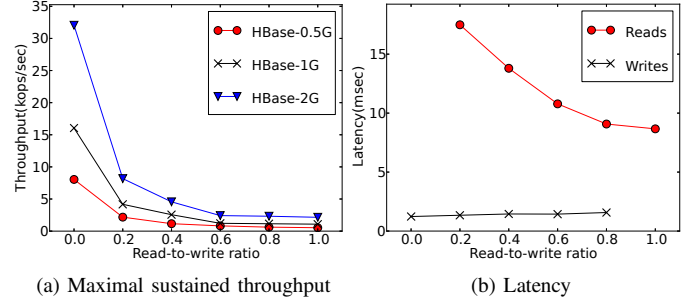 Throughput(kops/sec)
35
30
25
20
15
10
5
0
HBase-0.5G
HBase-1G
HBase-2G
0.0 0.2 0.4 0.6 0.8 1.0
Read-to-write ratio
(a) Maximal sustained throughput
Latency(msec)
15
10
5
0
Reads
Writes
0.0 0.2 0.4 0.6 0.8 1.0
Read-to-write ratio
(b) Latency